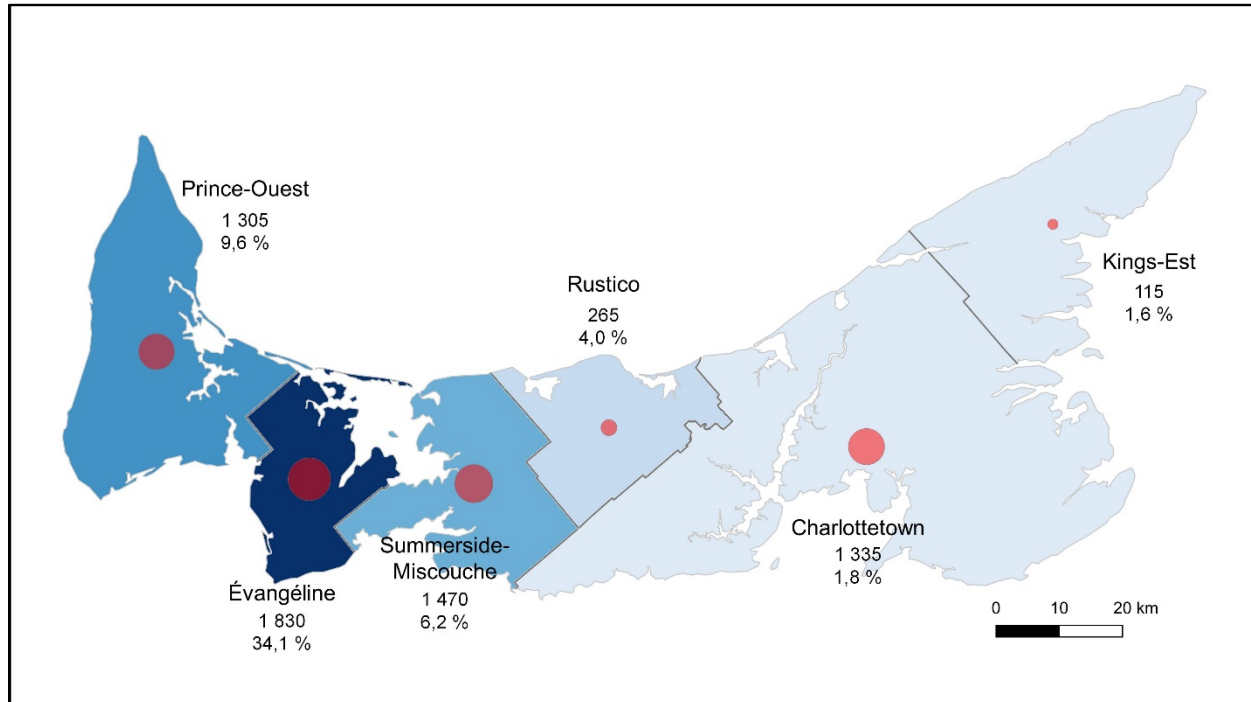 Prince-Ouest
1 305
9,6 %
Rustico
265
4,0 %
Kings-Est
115
1,6 %
Évangéline
1 830
34,1 %
Summerside-
Miscouche
1 470
6,2 %
Charlottetown
1 335
1,8 %
0 10 20 km